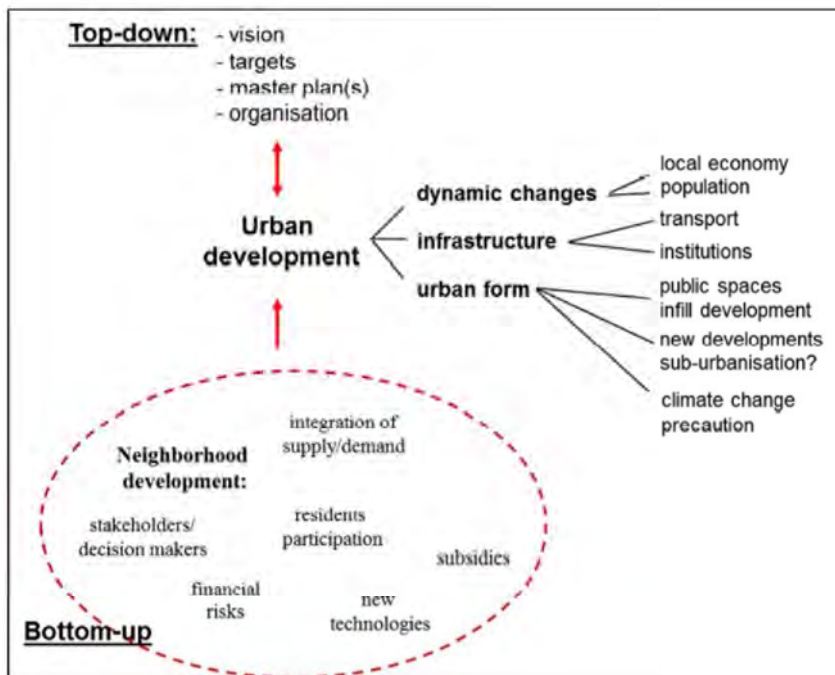 Top-down:
- vision
- targets
- master plan(s)
- organisation
Urban
development
dynamic changes
infrastructure
urban form
local economy
population
transport
institutions
public spaces
infill development
new developments
sub-urbanisation?
climate change
precaution
integration of
supply/demand
Neighborhood
development:
stakeholders/
decision makers
residents
participation
subsidies
financial
risks
new
technologies
Bottom-up